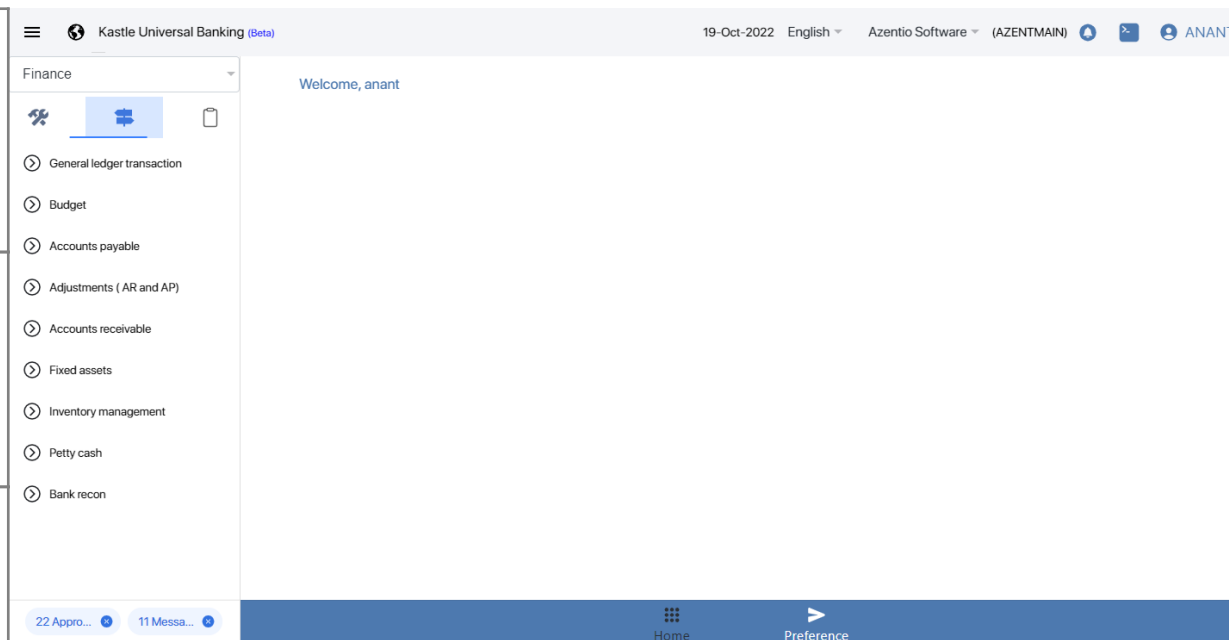 Kastle Universal Banking (Beta)
19-Oct-2022 English Azentio Software (AZENTMAIN) ANANT
Finance
Welcome, anant
General ledger transaction
Budget
Accounts payable
Adjustments ( AR and AP)
Accounts receivable
Fixed assets
Inventory management
Petty cash
Bank recon
22 Appro...
11 Messa...
Home
Preference